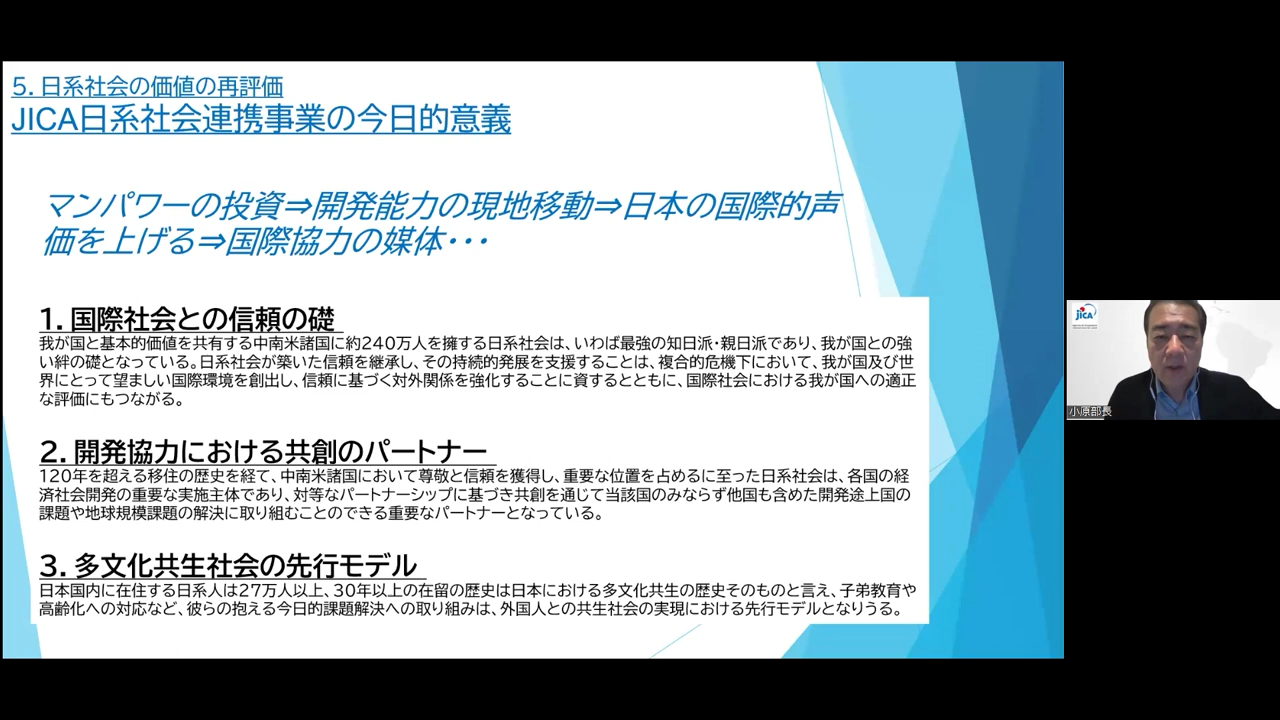 5．日系社会の価値の再評価
JICA日系社会連携事業の今日的意義
マンパワーの投資⇒開発能力の現地移動⇒日本の国際的声
価を上げる⇒国際協力の媒体・・・
1．国際社会との信頼の礎
我が国と基本的価値を共有する中南米諸国に約240万人を擁する日系社会は、いわば最強の知日派・親日派であり、我が国との強
い絆の礎となっている。日系社会が築いた信頼を継承し、その持続的発展を支援することは、複合的危機下において、我が国及び世
界にとって望ましい国際環境を創出し、信頼に基づく対外関係を強化することに資するとともに、国際社会における我が国への適正
な評価にもつながる。
2．開発協力における共創のパートナー
120年を超える移住の歴史を経て、中南米諸国において尊敬と信頼を獲得し、重要な位置を占めるに至った日系社会は、各国の経
済社会開発の重要な実施主体であり、対等なパートナーシップに基づき共創を通じて当該国のみならず他国も含めた開発途上国の
課題や地球規模課題の解決に取り組むことのできる重要なパートナーとなっている。
3．多文化共生社会の先行モデル
日本国内に在住する日系人は27万人以上、30年以上の在留の歴史は日本における多文化共生の歴史そのものと言え、子弟教育や
高齢化への対応など、彼らの抱える今日的課題解決への取り組みは、外国人との共生社会の実現における先行モデルとなりうる。
JICA
小原部長